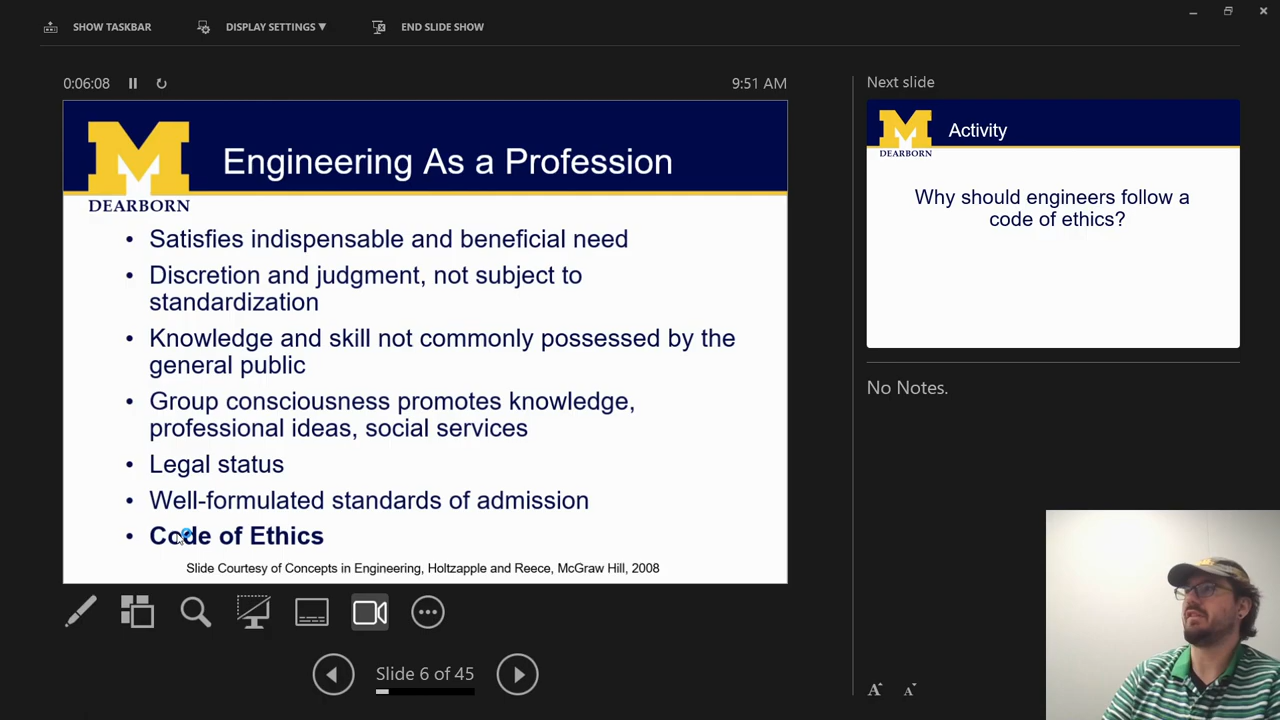 SHOW TASKBAR
DISPLAY SETTINGS ▼
END SLIDE SHOW
0:06:08
9:51 AM
M
DEARBORN
Engineering As a Profession
• Satisfies indispensable and beneficial need
• Discretion and judgment, not subject to
standardization
• Knowledge and skill not commonly possessed by the
general public
• Group consciousness promotes knowledge,
professional ideas, social services
• Legal status
• Well-formulated standards of admission
• Code of Ethics
Slide Courtesy of Concepts in Engineering, Holtzapple and Reece, McGraw Hill, 2008
Slide 6 of 45
Next slide
M
DEARBORN
Activity
Why should engineers follow a
code of ethics?
No Notes.
A
A